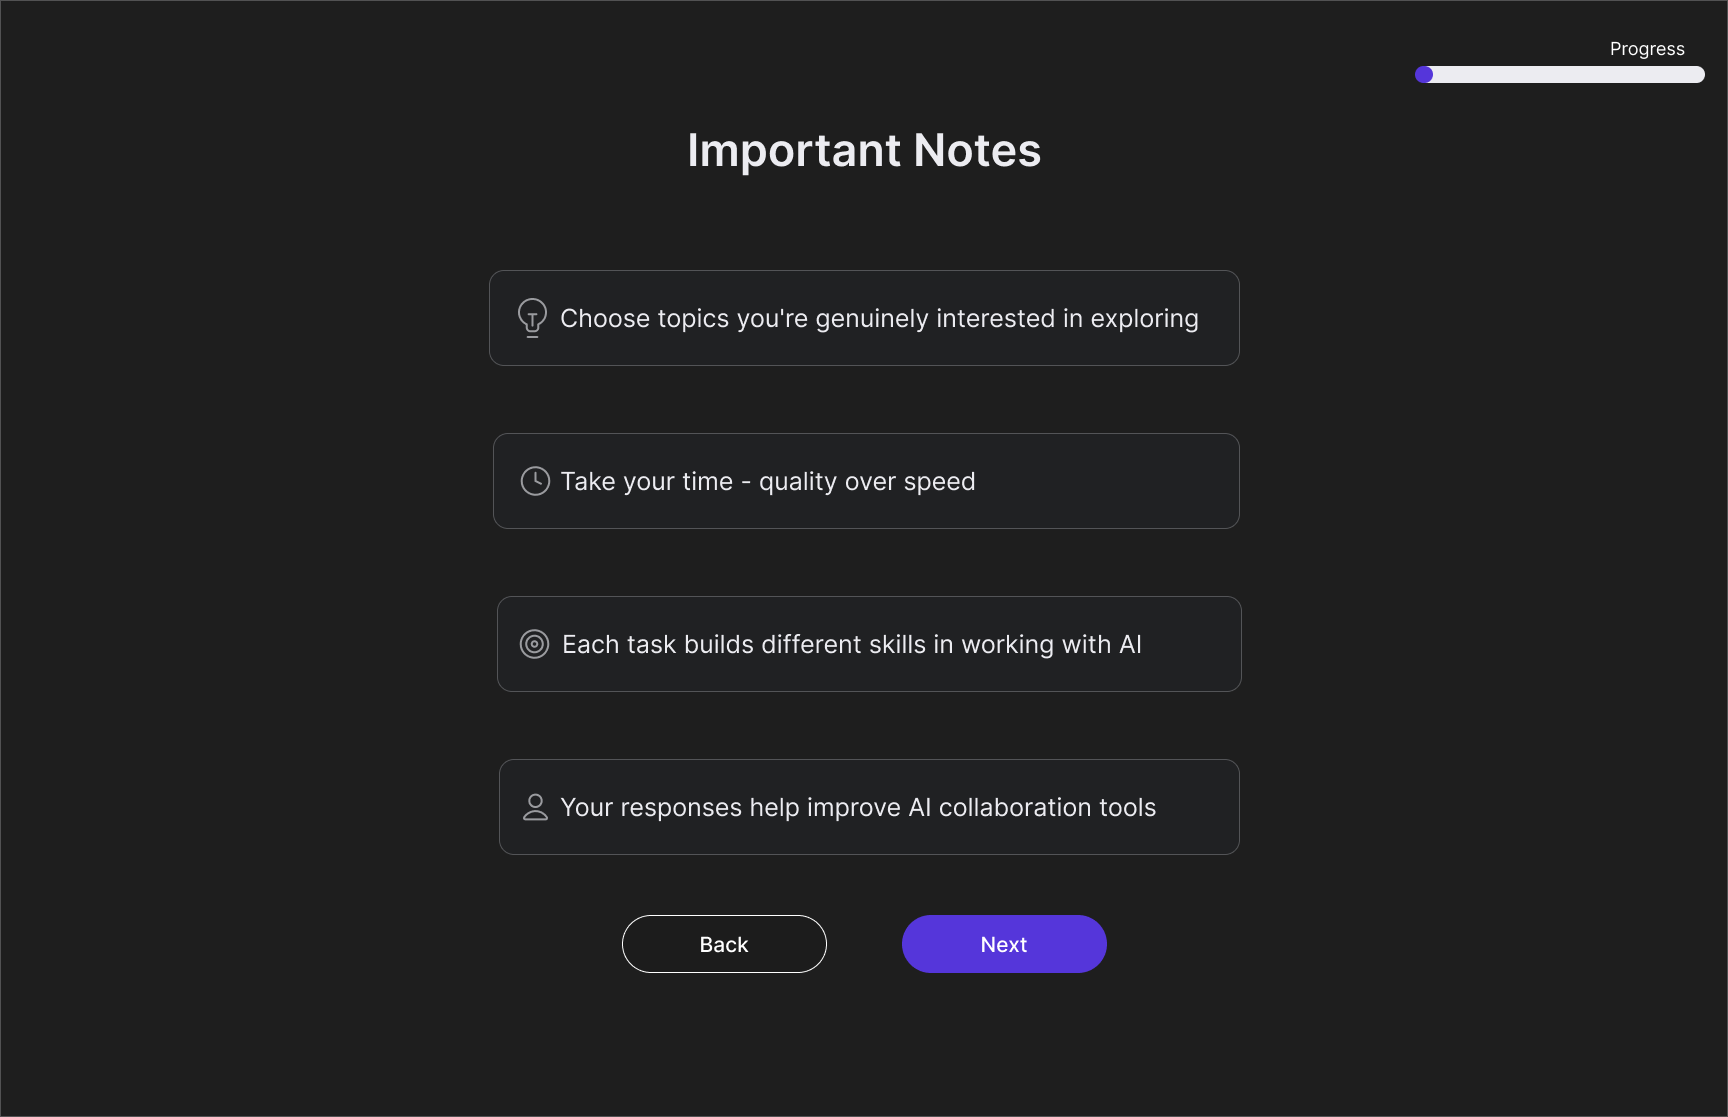 Progress
Important Notes
Choose topics you're genuinely interested in exploring
Take your time - quality over speed
Each task builds different skills in working with AI
Your responses help improve AI collaboration tools
Back
Next